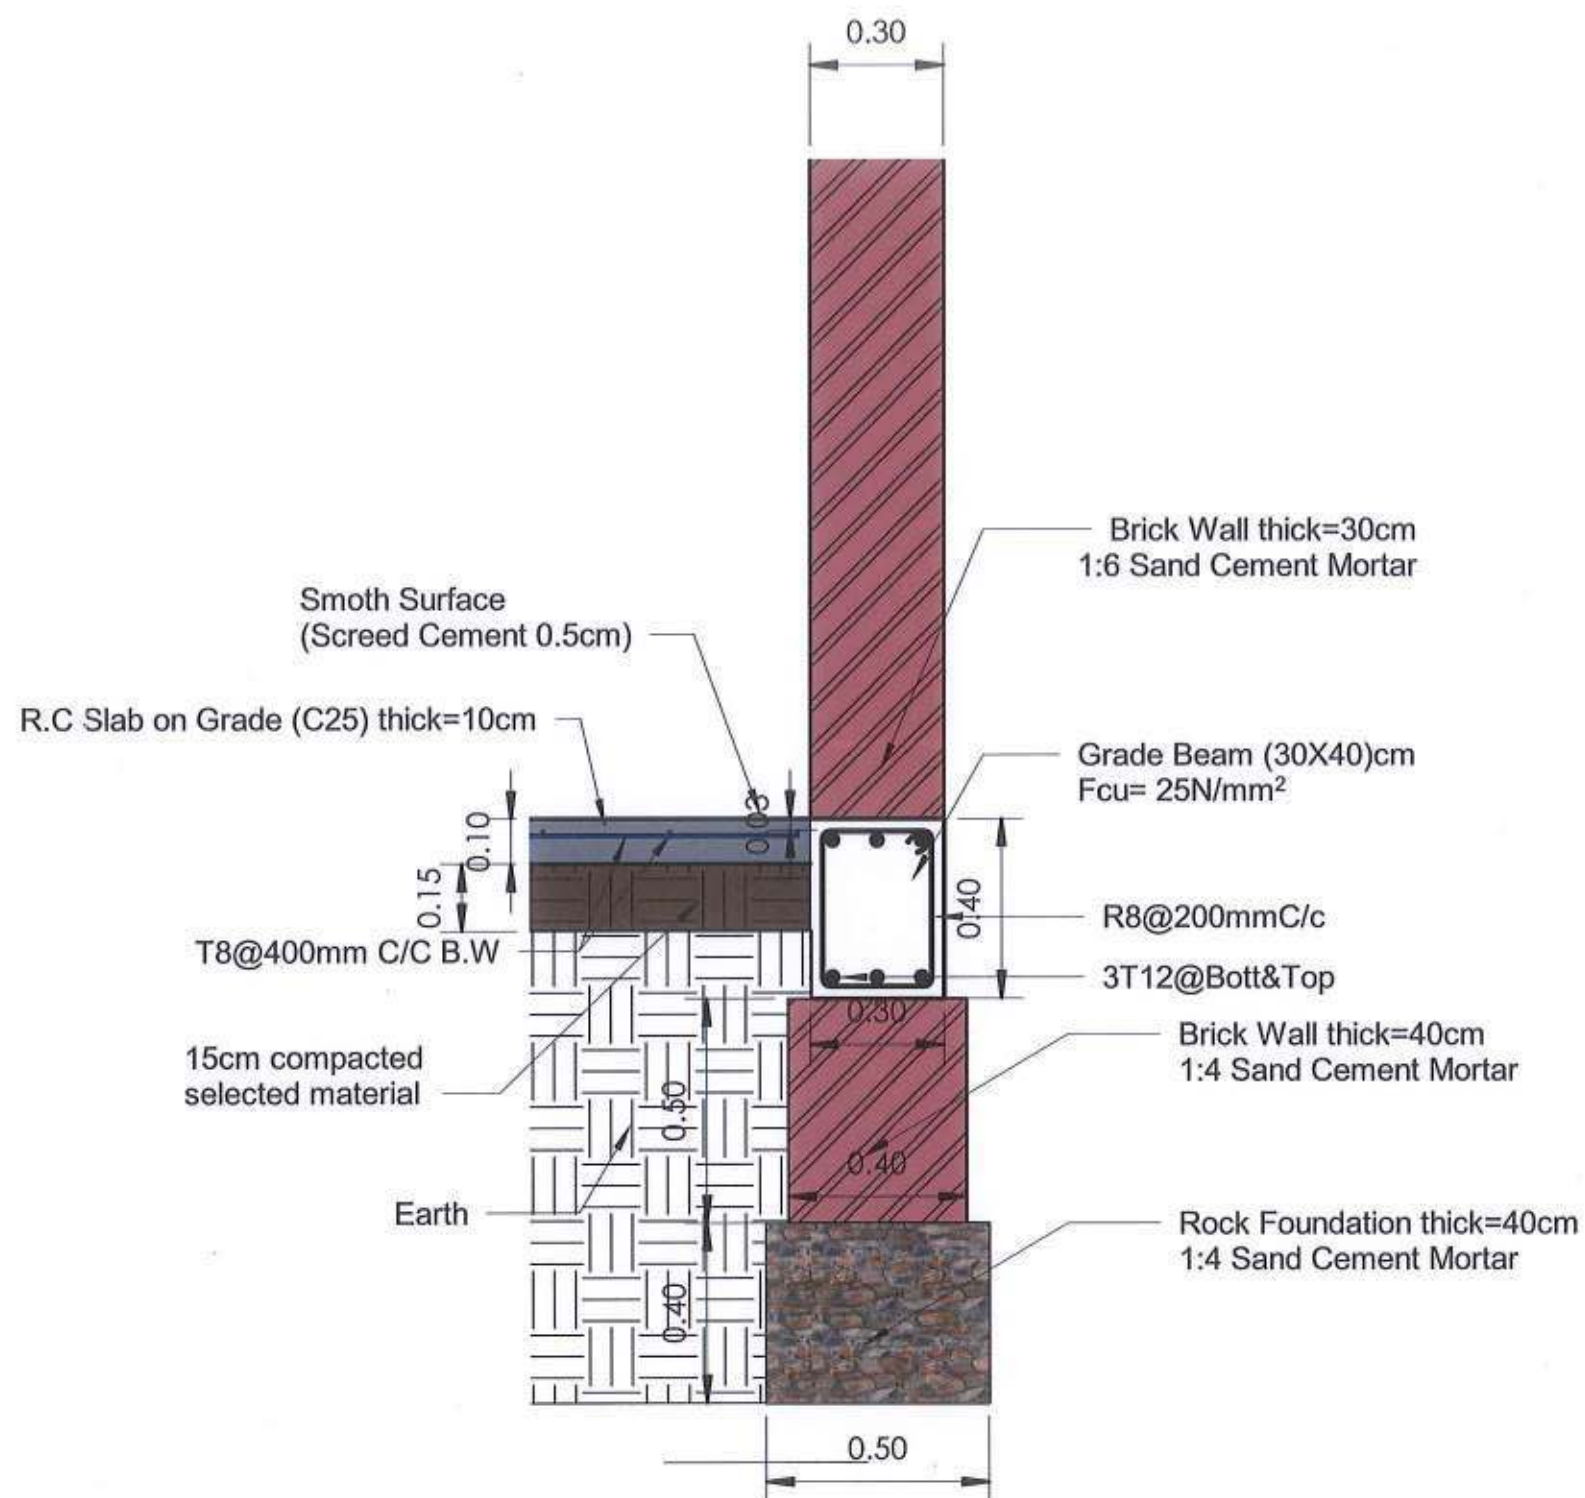 0.30
Brick Wall thick=30cm
1:6 Sand Cement Mortar
Smoth Surface
(Screed Cement 0.5cm)
R.C Slab on Grade (C25) thick=10cm
Grade Beam (30X40)cm
Fcu= 25N/mm²
0.03
0.10
0.15
0.40
R8@200mmC/c
T8@400mm C/C B.W
3T12@Bott&Top
0.30
Brick Wall thick=40cm
1:4 Sand Cement Mortar
15cm compacted
selected material
0.50
0.40
Earth
Rock Foundation thick=40cm
1:4 Sand Cement Mortar
0.40
0.50